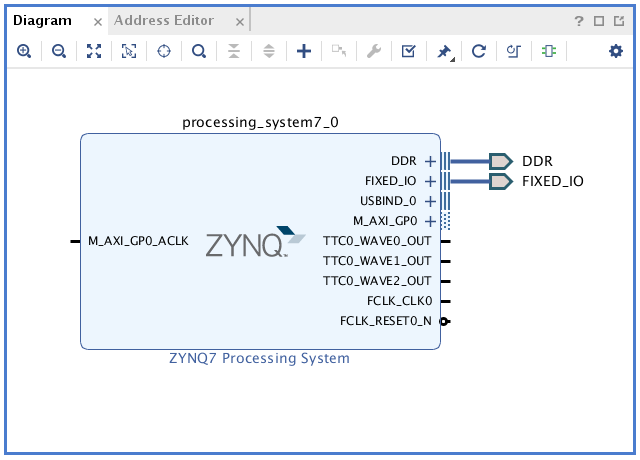 Diagram
Address Editor
?
processing_system7_0
DDR
FIXED_IO
USBIND_0
M_AXI_GP0
M_AXI_GP0_ACLK
ZYNQ
TTC0_WAVE0_OUT
TTC0_WAVE1_OUT
TTC0_WAVE2_OUT
FCLK_CLK0
FCLK_RESET0_N
DDR
FIXED_IO
ZYNQ7 Processing System